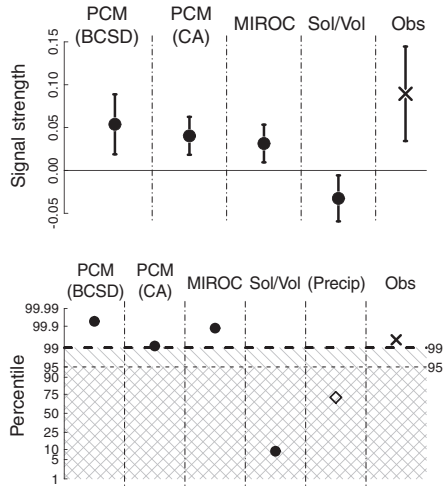 PCM PCM MIROC Sol/Vol Obs
(BCSD) (CA)
Signal strength
0.15
0.10
0.05
0.00
-0.05
PCM PCM MIROC Sol/Vol (Precip) Obs
(BCSD) (CA)
Percentile
99.99
99.9
99 99
95 95
90
75
50
25
10
5
1